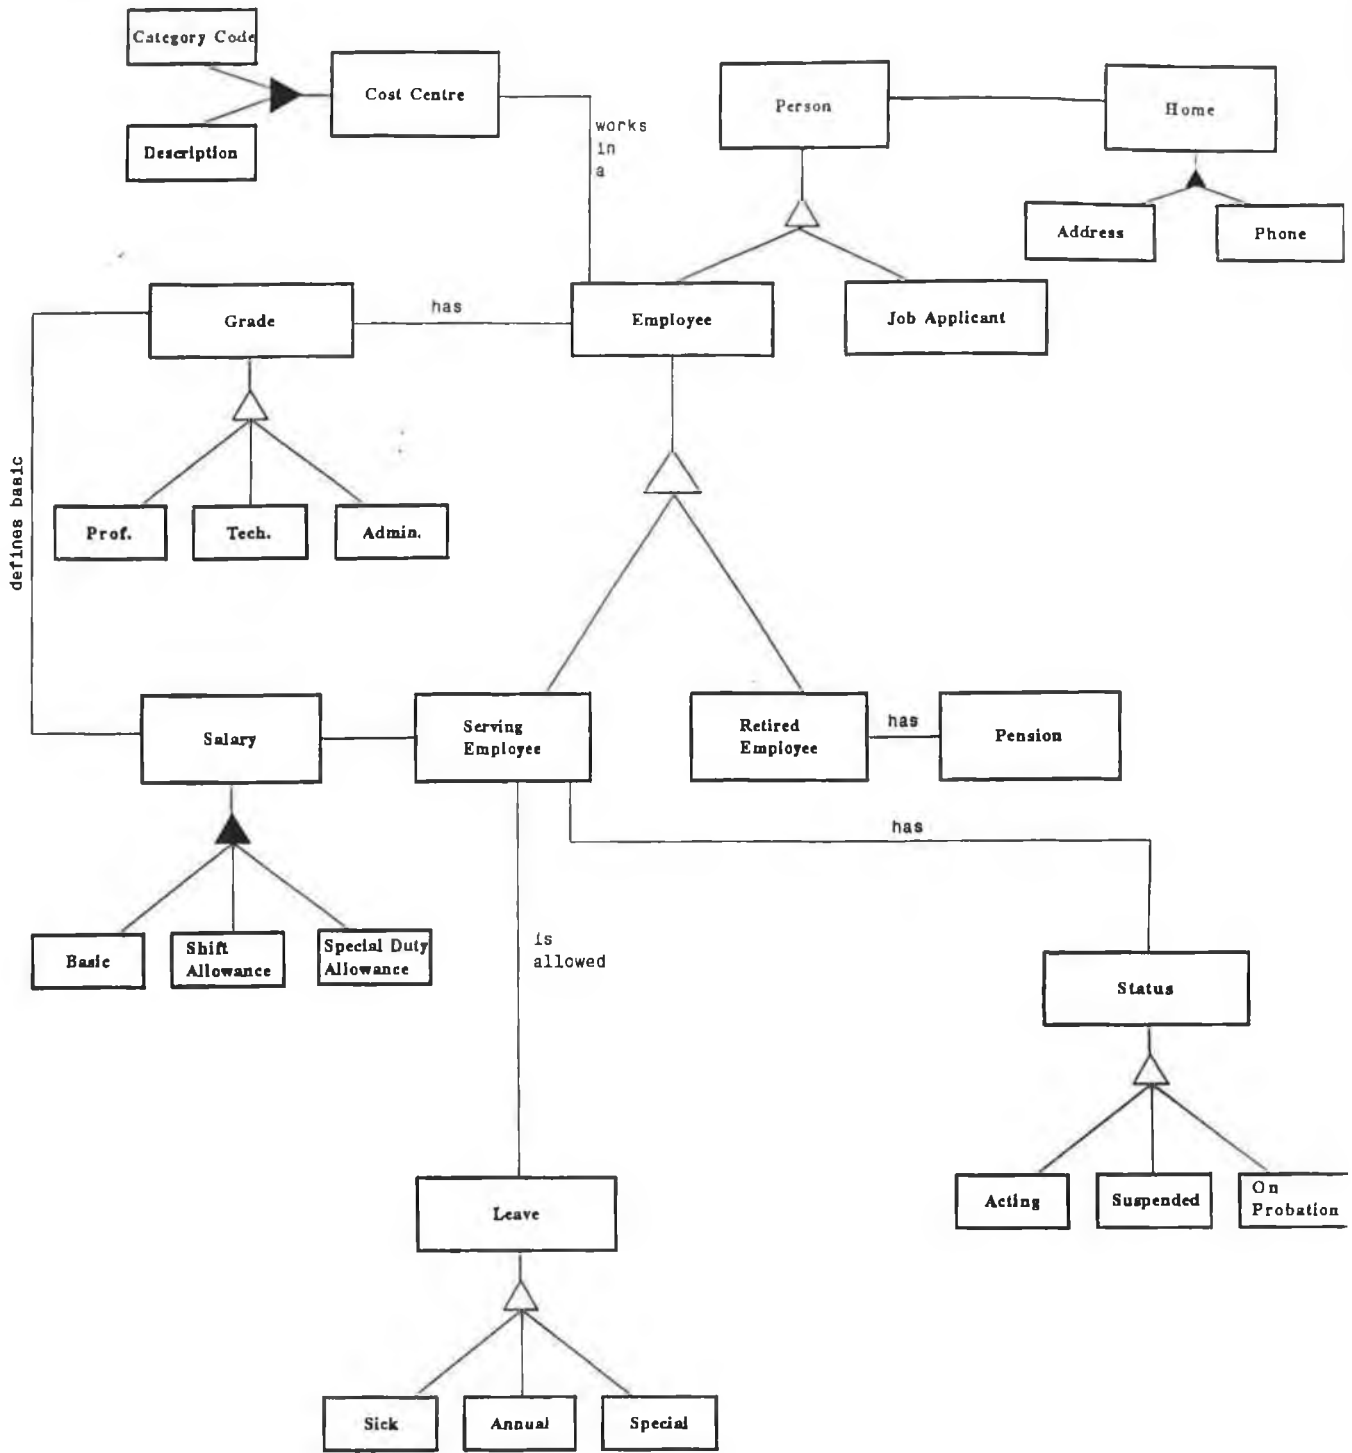 Category Code
Cost Centre
Description
works
in
a
Person
Home
Address
Phone
Grade
has
Employee
Job Applicant
defines basic
Prof.
Tech.
Admin.
Salary
Serving
Employee
Retired
Employee
has
Pension
has
Basic
Shift
Allowance
Special Duty
Allowance
is
allowed
Status
Acting
Suspended
On
Probation
Leave
Sick
Annual
Special